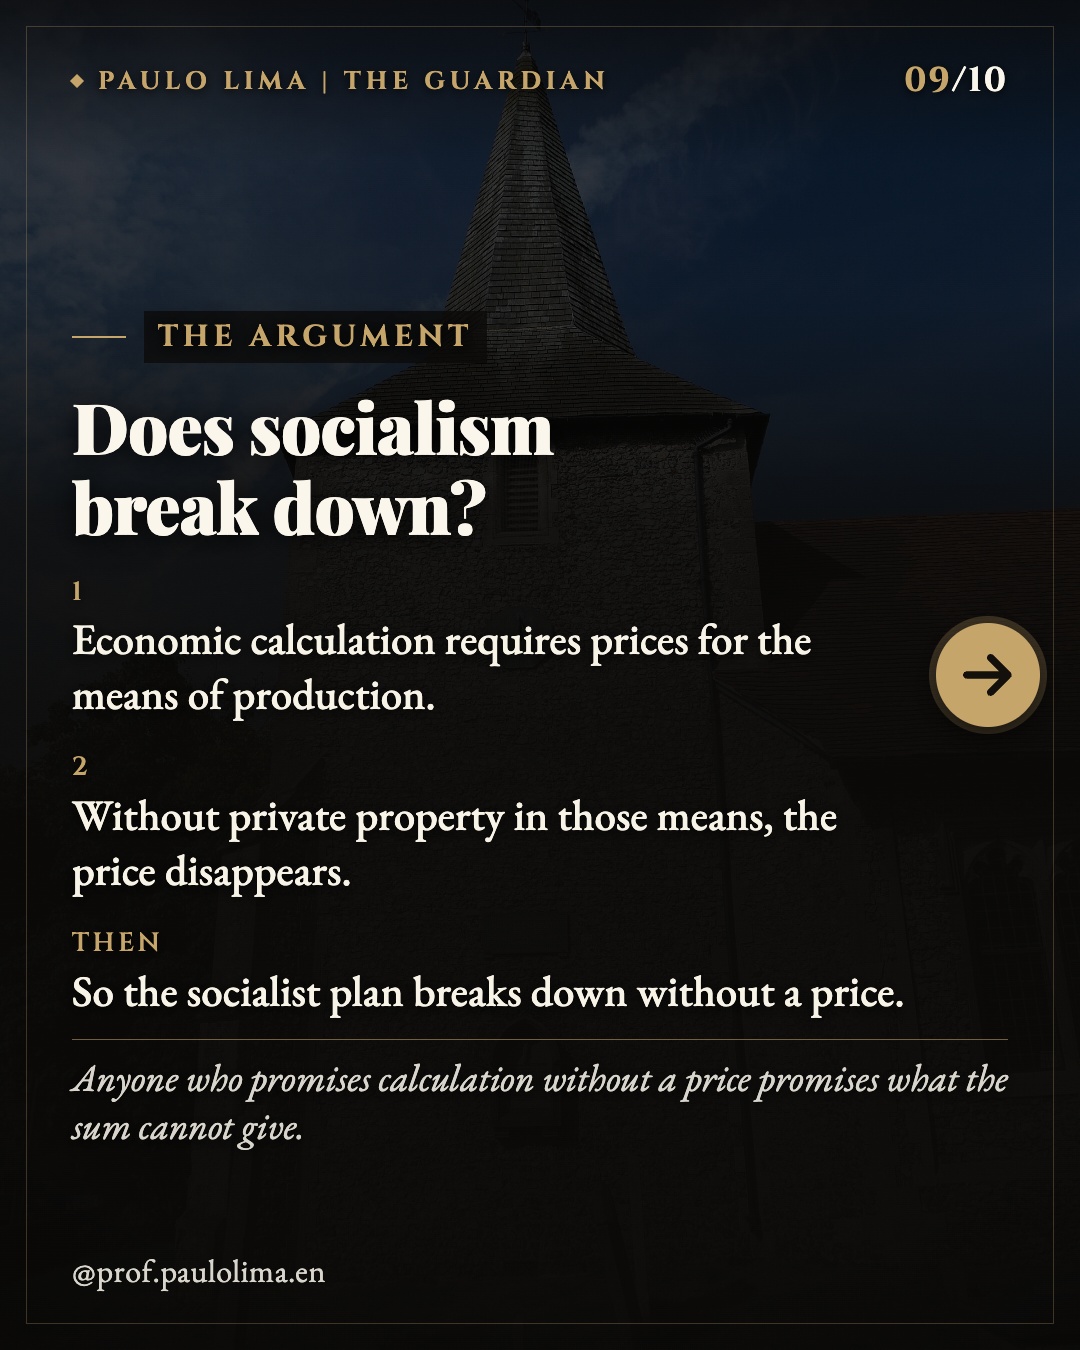 PAULO LIMA | THE GUARDIAN
09/10
THE ARGUMENT
Does socialism
break down?
1
Economic calculation requires prices for the
means of production.
2
Without private property in those means, the
price disappears.
THEN
So the socialist plan breaks down without a price.
Anyone who promises calculation without a price promises what the
sum cannot give.
@prof.paulolima.en